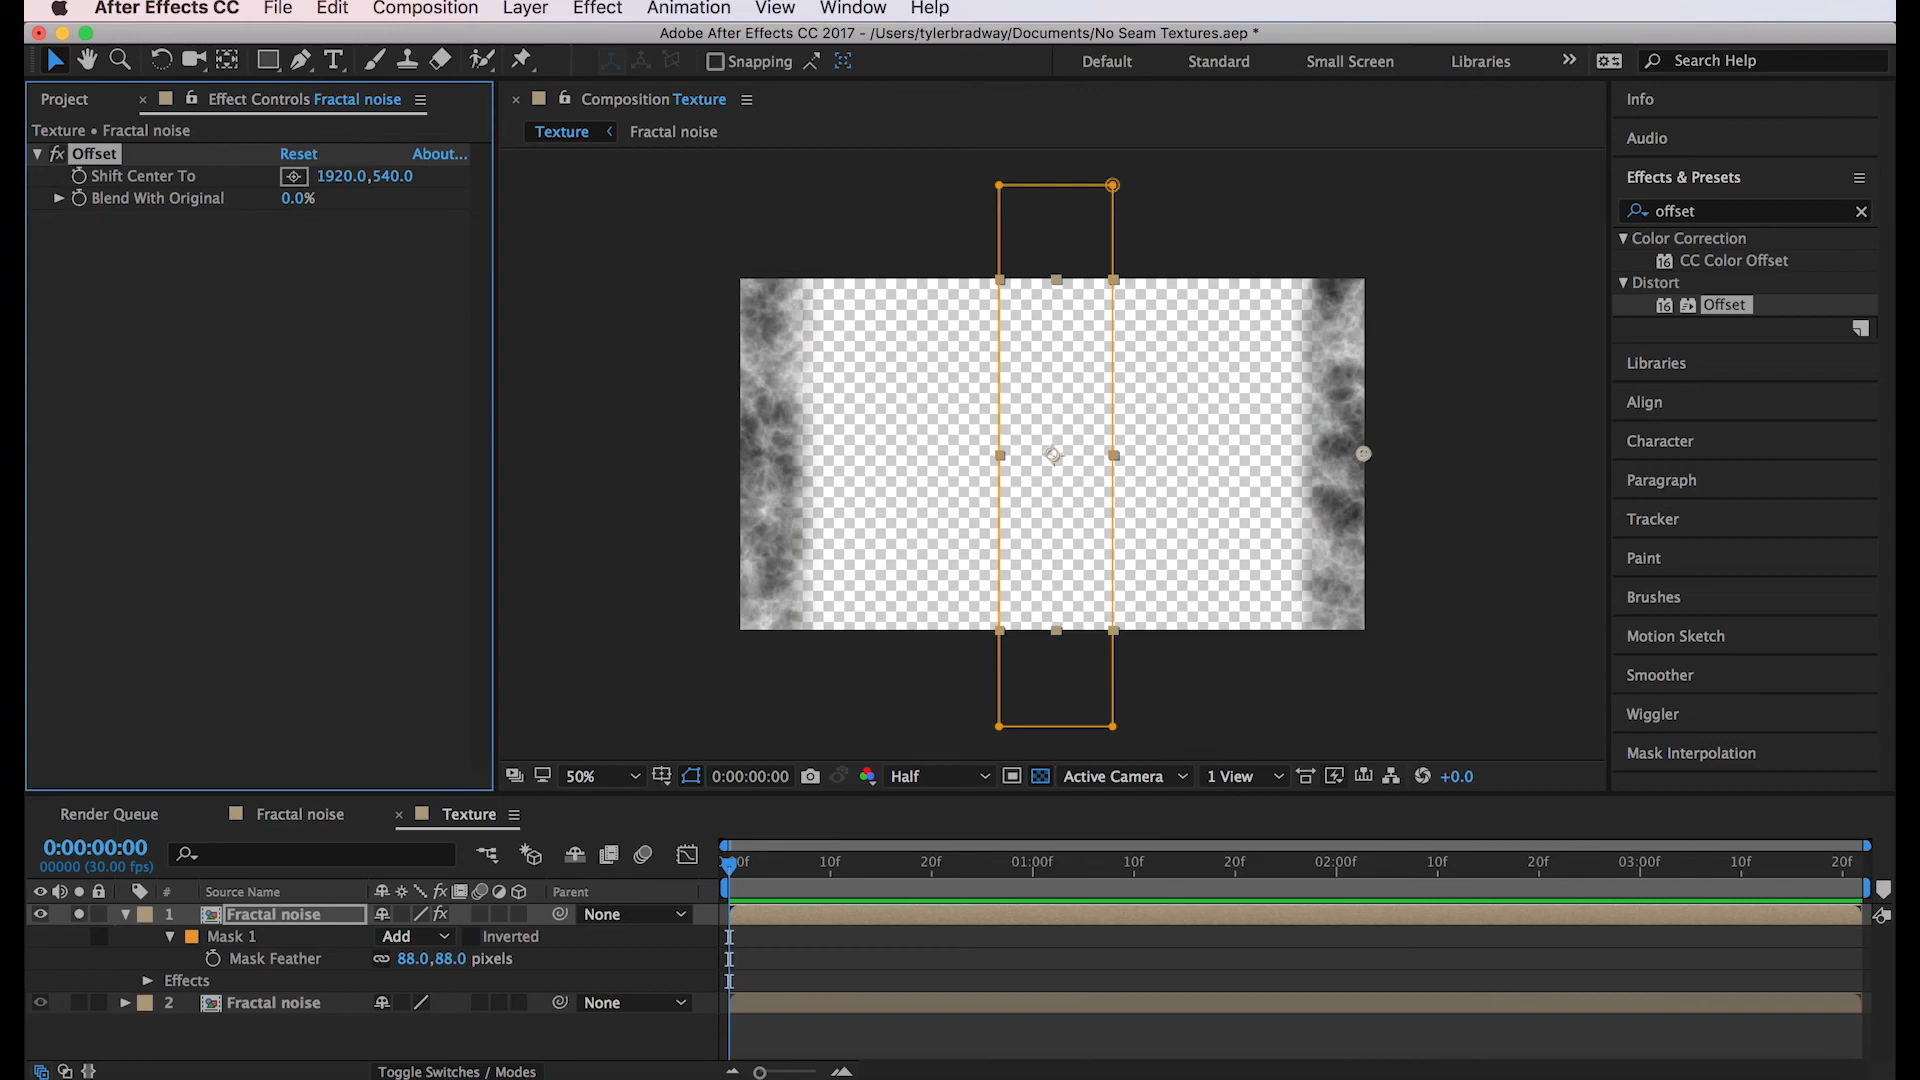 After Effects CC File Edit Composition Layer Effect Animation View Window Help
Adobe After Effects CC 2017 - /Users/tylerbradway/Documents/No Seam Textures.aep *
Snapping Default Standard Small Screen Libraries Search Help
Project Effect Controls Fractal noise
Texture • Fractal noise
fx Offset Reset About...
Shift Center To 1920.0,540.0
Blend With Original 0.0%
Composition Texture
Texture Fractal noise
50% 0:00:00:00 Half Active Camera 1 View +0.0
Info
Audio
Effects & Presets
offset
Color Correction
16 CC Color Offset
Distort
16 Offset
Libraries
Align
Character
Paragraph
Tracker
Paint
Brushes
Motion Sketch
Smoother
Wiggler
Mask Interpolation
Render Queue Fractal noise Texture
0:00:00:00
00000 (30.00 fps)
00f 10f 20f 01:00f 10f 20f 02:00f 10f 20f 03:00f 10f 20f
# Source Name fx Parent
1 Fractal noise fx None
Mask 1 Add Inverted
Mask Feather 88.0,88.0 pixels
Effects
2 Fractal noise None
Toggle Switches / Modes